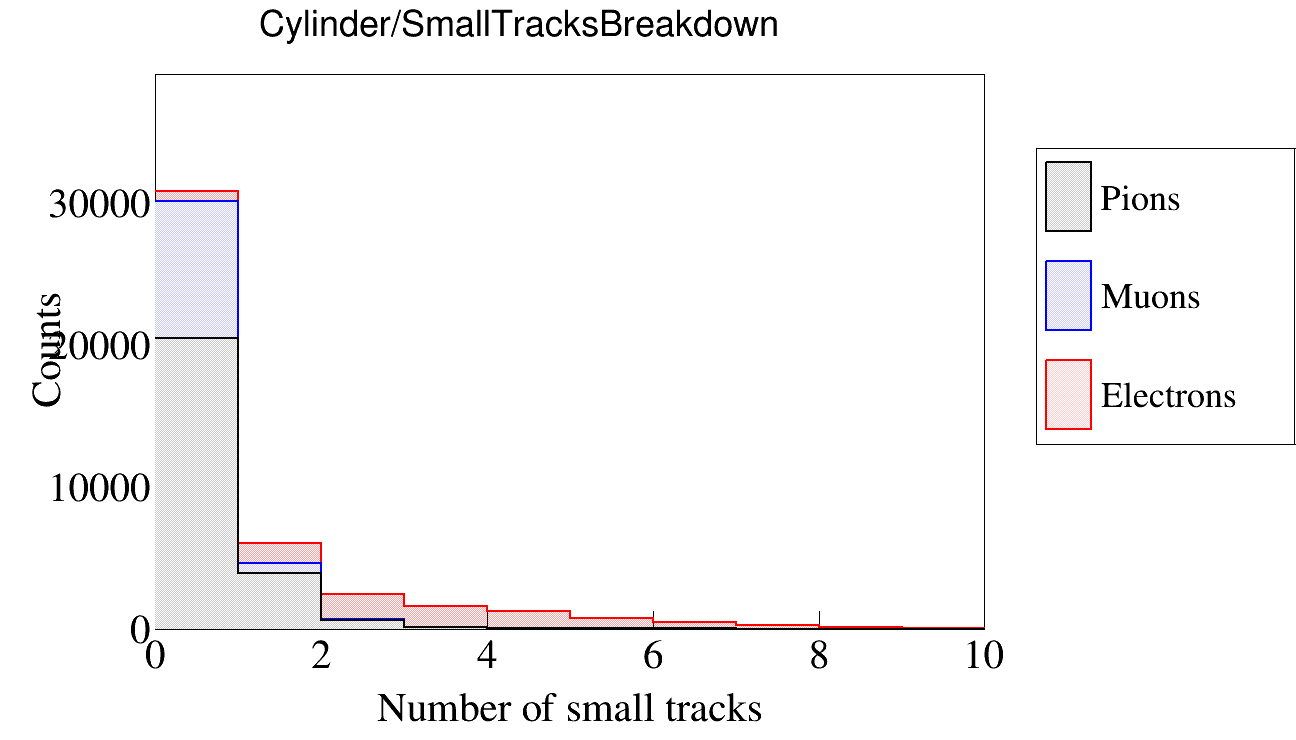 Cylinder/SmallTracksBreakdown
30000
20000
10000
0
Counts
0 2 4 6 8 10
Number of small tracks
Pions
Muons
Electrons